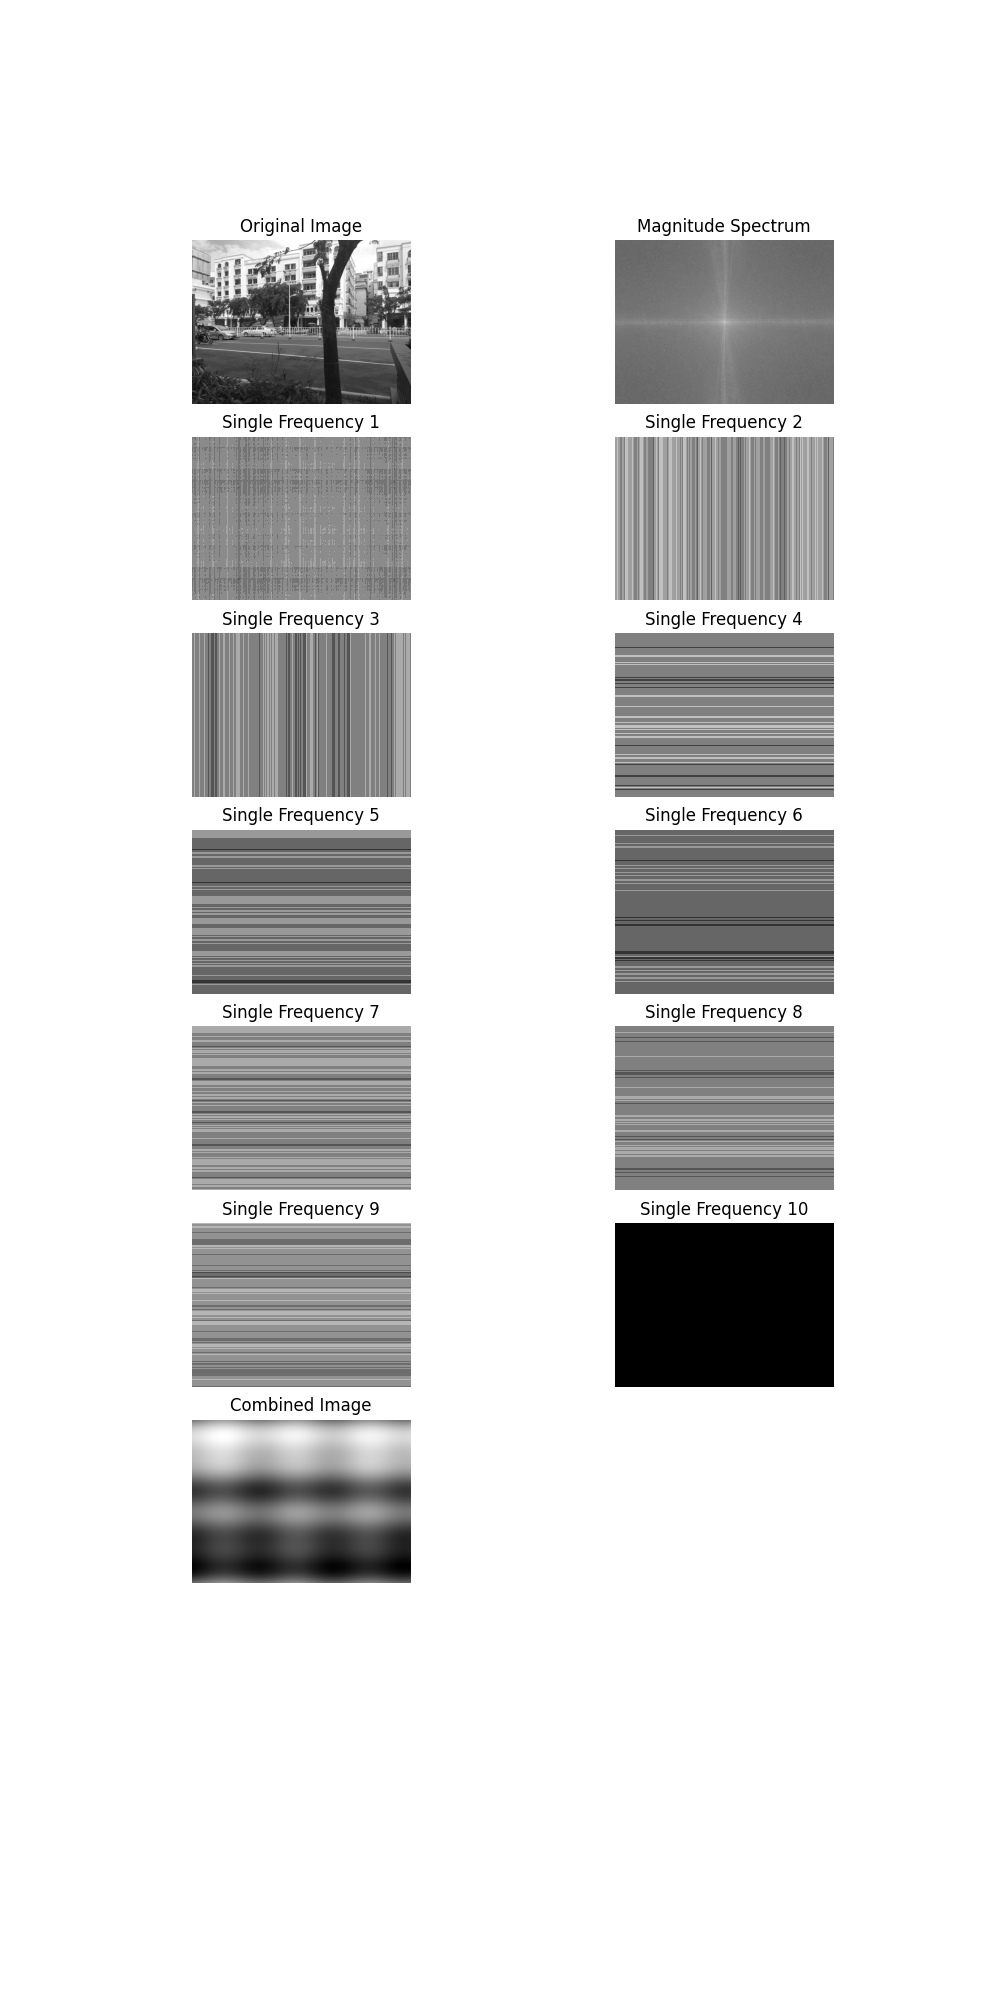 Original Image
Magnitude Spectrum
Single Frequency 1
Single Frequency 2
Single Frequency 3
Single Frequency 4
Single Frequency 5
Single Frequency 6
Single Frequency 7
Single Frequency 8
Single Frequency 9
Single Frequency 10
Combined Image